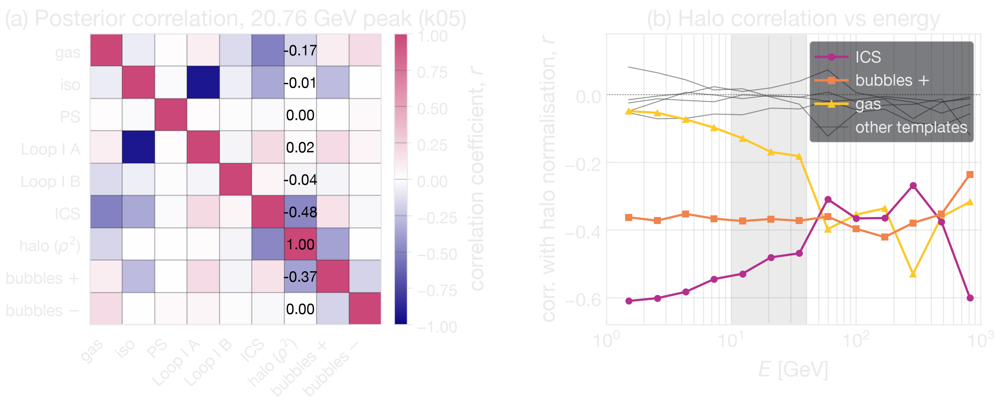 (a) Posterior correlation, 20.76 GeV peak (k05)
gas
iso
PS
Loop I A
Loop I B
ICS
halo (ρ²)
bubbles +
bubbles −
-0.17
-0.01
0.00
0.02
-0.04
-0.48
1.00
-0.37
0.00
gas
iso
PS
Loop I A
Loop I B
ICS
halo (ρ²)
bubbles +
bubbles −
1.00
0.75
0.50
0.25
0.00
−0.25
−0.50
−0.75
−1.00
correlation coefficient, r
(b) Halo correlation vs energy
corr. with halo normalisation, r
0.0
−0.2
−0.4
−0.6
ICS
bubbles +
gas
other templates
10⁰
10¹
10²
10³
E [GeV]